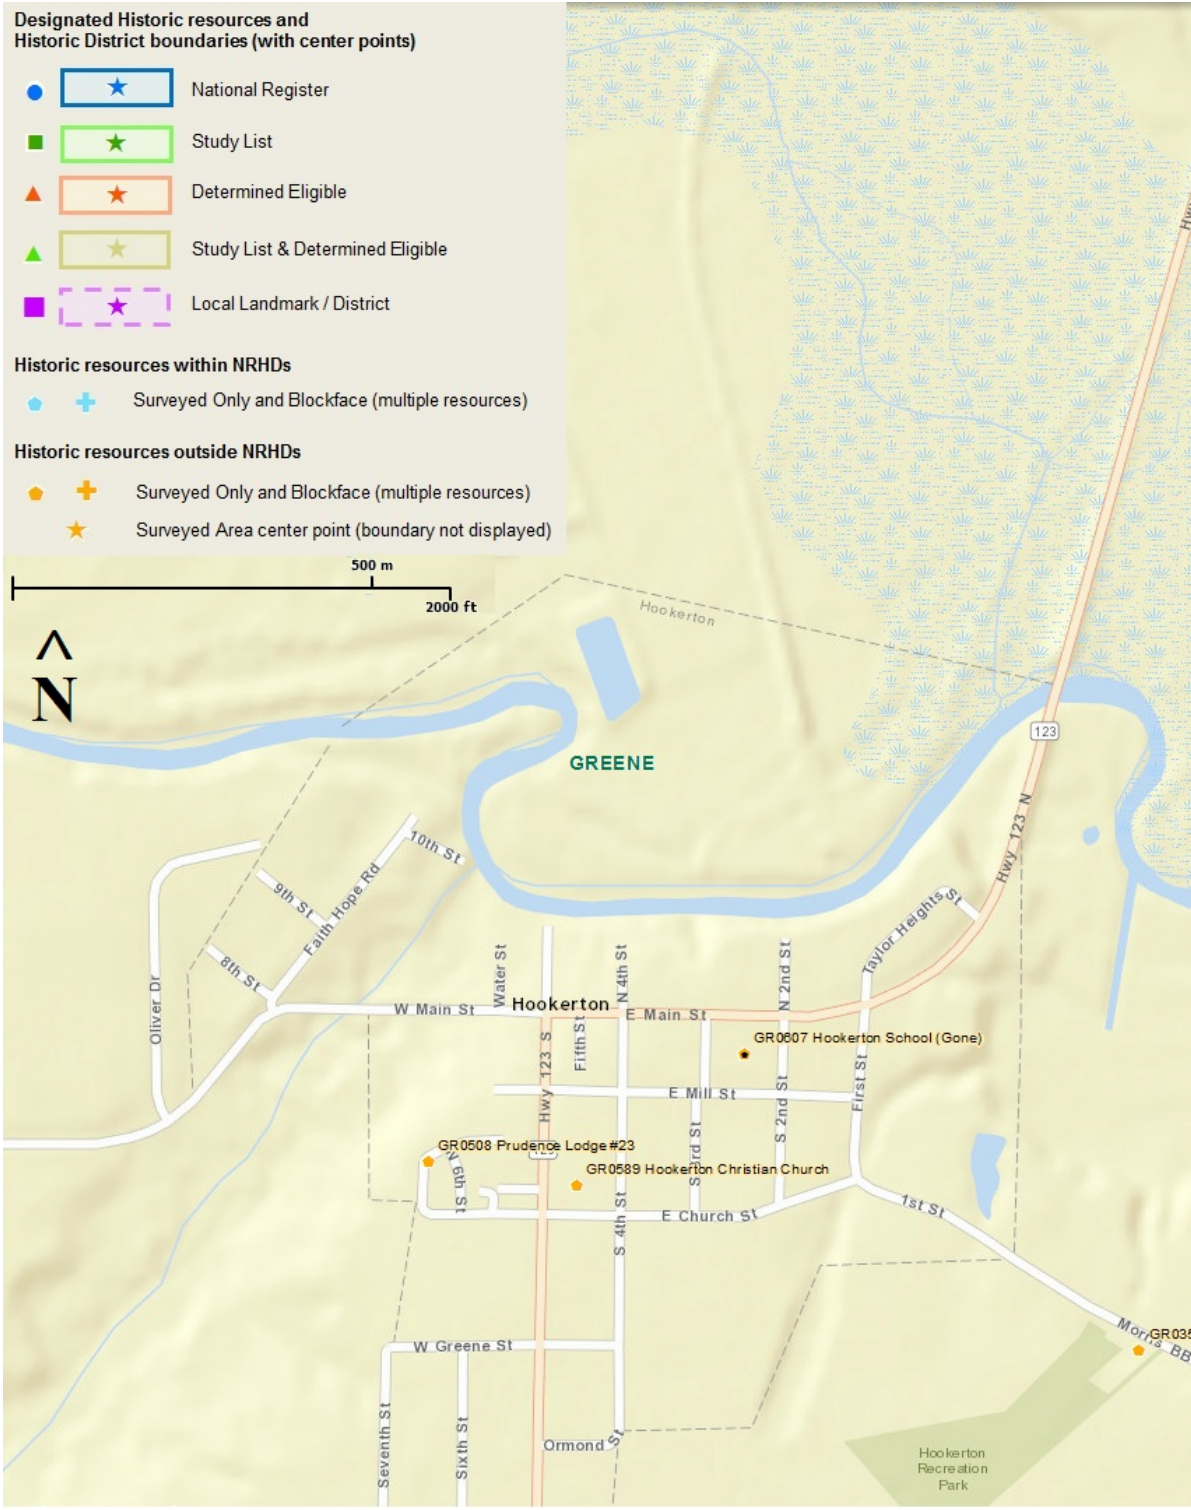 Designated Historic resources and
Historic District boundaries (with center points)
National Register
Study List
Determined Eligible
Study List & Determined Eligible
Local Landmark / District
Historic resources within NRHDs
Surveyed Only and Blockface (multiple resources)
Historic resources outside NRHDs
Surveyed Only and Blockface (multiple resources)
Surveyed Area center point (boundary not displayed)
500 m
2000 ft
N
Hwy
Hookerton
123
GREENE
Hwy 123 N
10th St
9th St
Faith Hope Rd
8th St
Oliver Dr
Taylor Heights St
Water St
N 4th St
N 2nd St
W Main St
Hookerton
E Main St
Fifth St
Hwy 123 S
GR0607 Hookerton School (Gone)
E Mill St
First St
S 2nd St
S 3rd St
GR0508 Prudence Lodge #23
123
N 6th St
GR0589 Hookerton Christian Church
S 4th St
E Church St
1st St
W Greene St
Morris BB
GR035
Seventh St
Sixth St
Ormond St
Hookerton
Recreation
Park